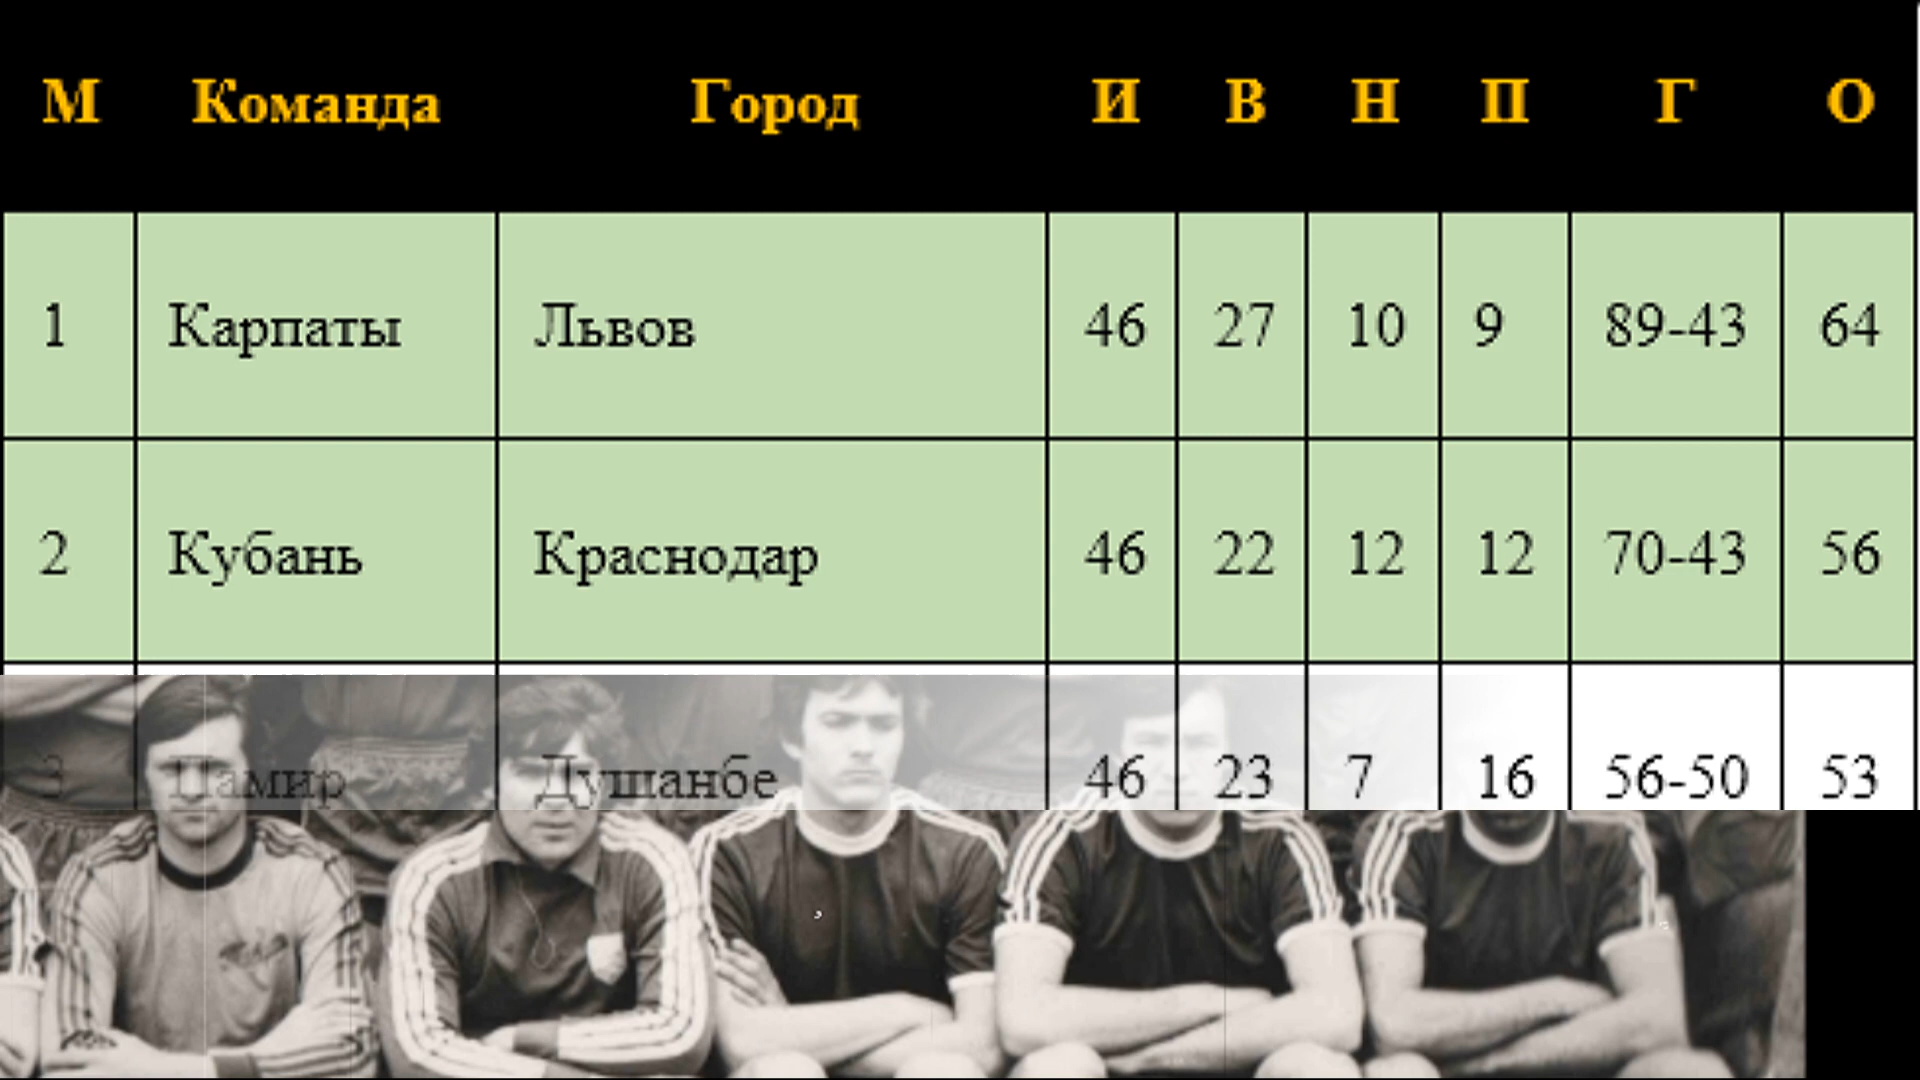 М Команда Город И В Н П Г О
1 Карпаты Львов 46 27 10 9 89-43 64
2 Кубань Краснодар 46 22 12 12 70-43 56
3 Памир Душанбе 46 23 7 16 56-50 53